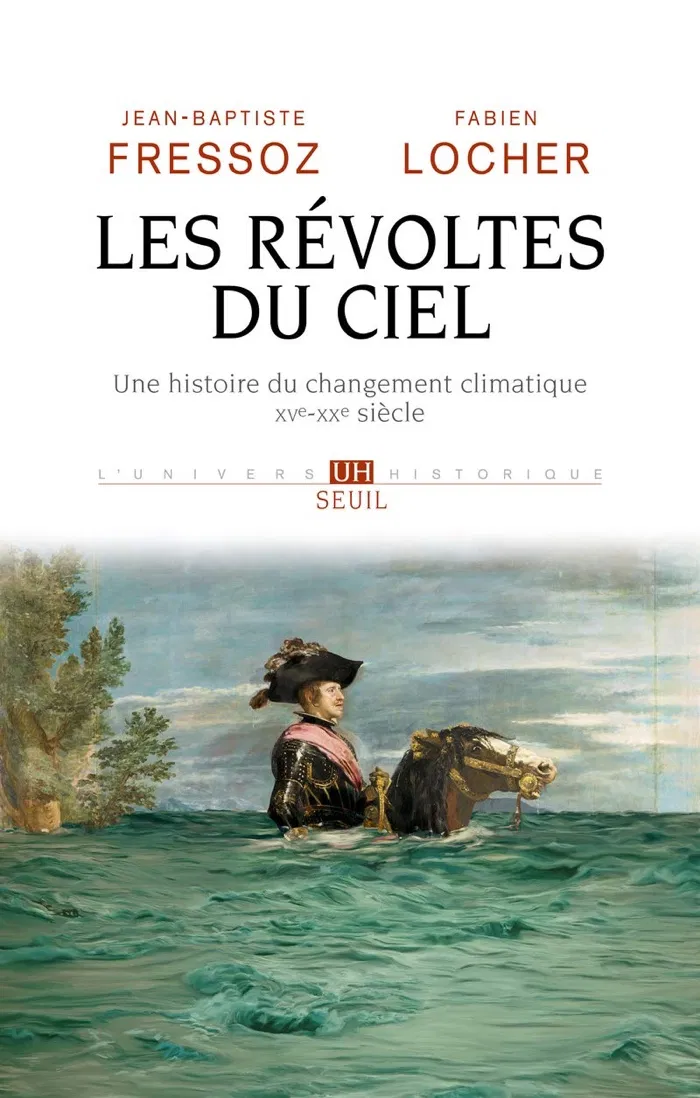 JEAN-BAPTISTE FRESSOZ
FABIEN LOCHER
LES RÉVOLTES
DU CIEL
Une histoire du changement climatique
XVe-XXe siècle
L'UNIVERS UH HISTORIQUE
SEUIL